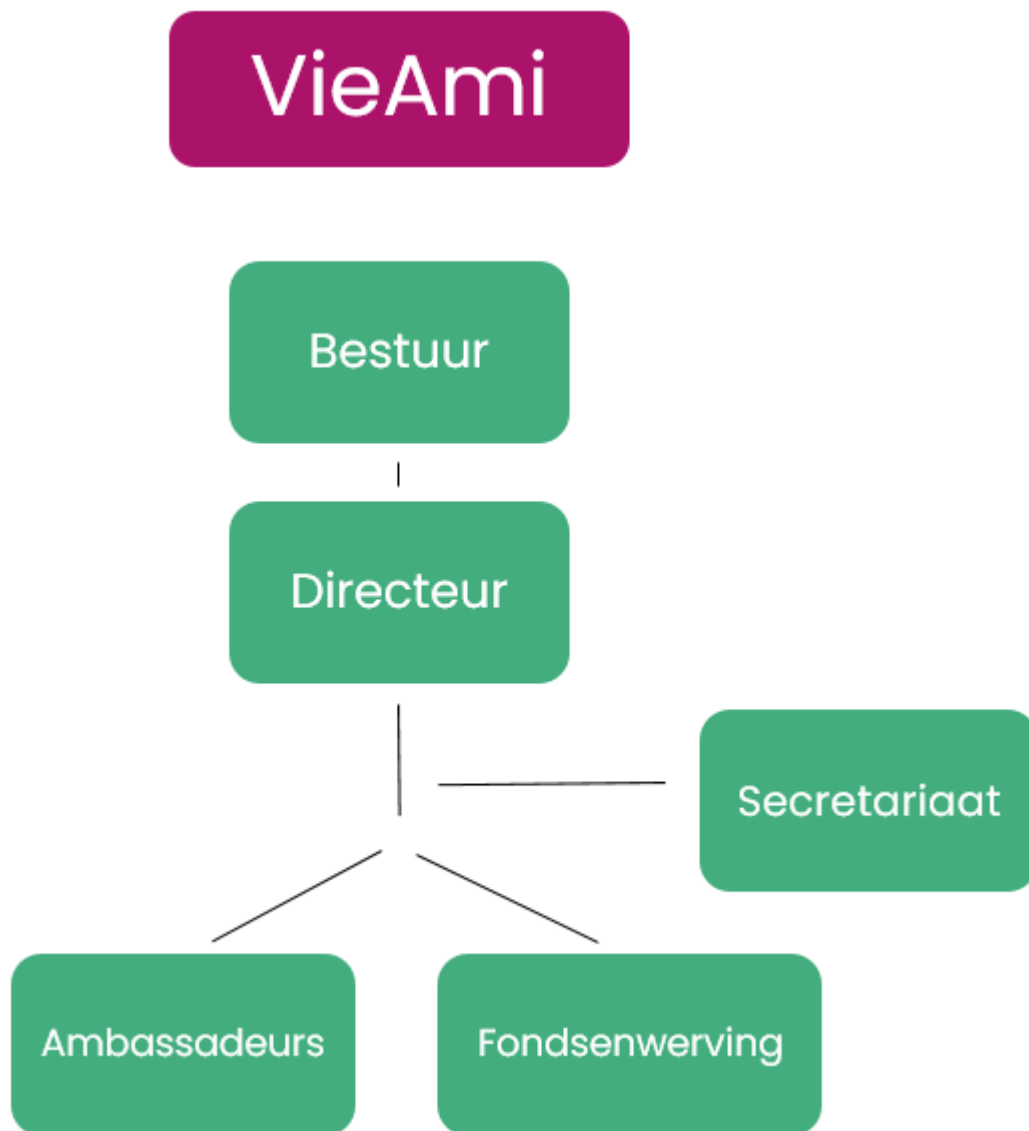 VieAmi
Bestuur
Directeur
Secretariaat
Ambassadeurs
Fondsenwerving